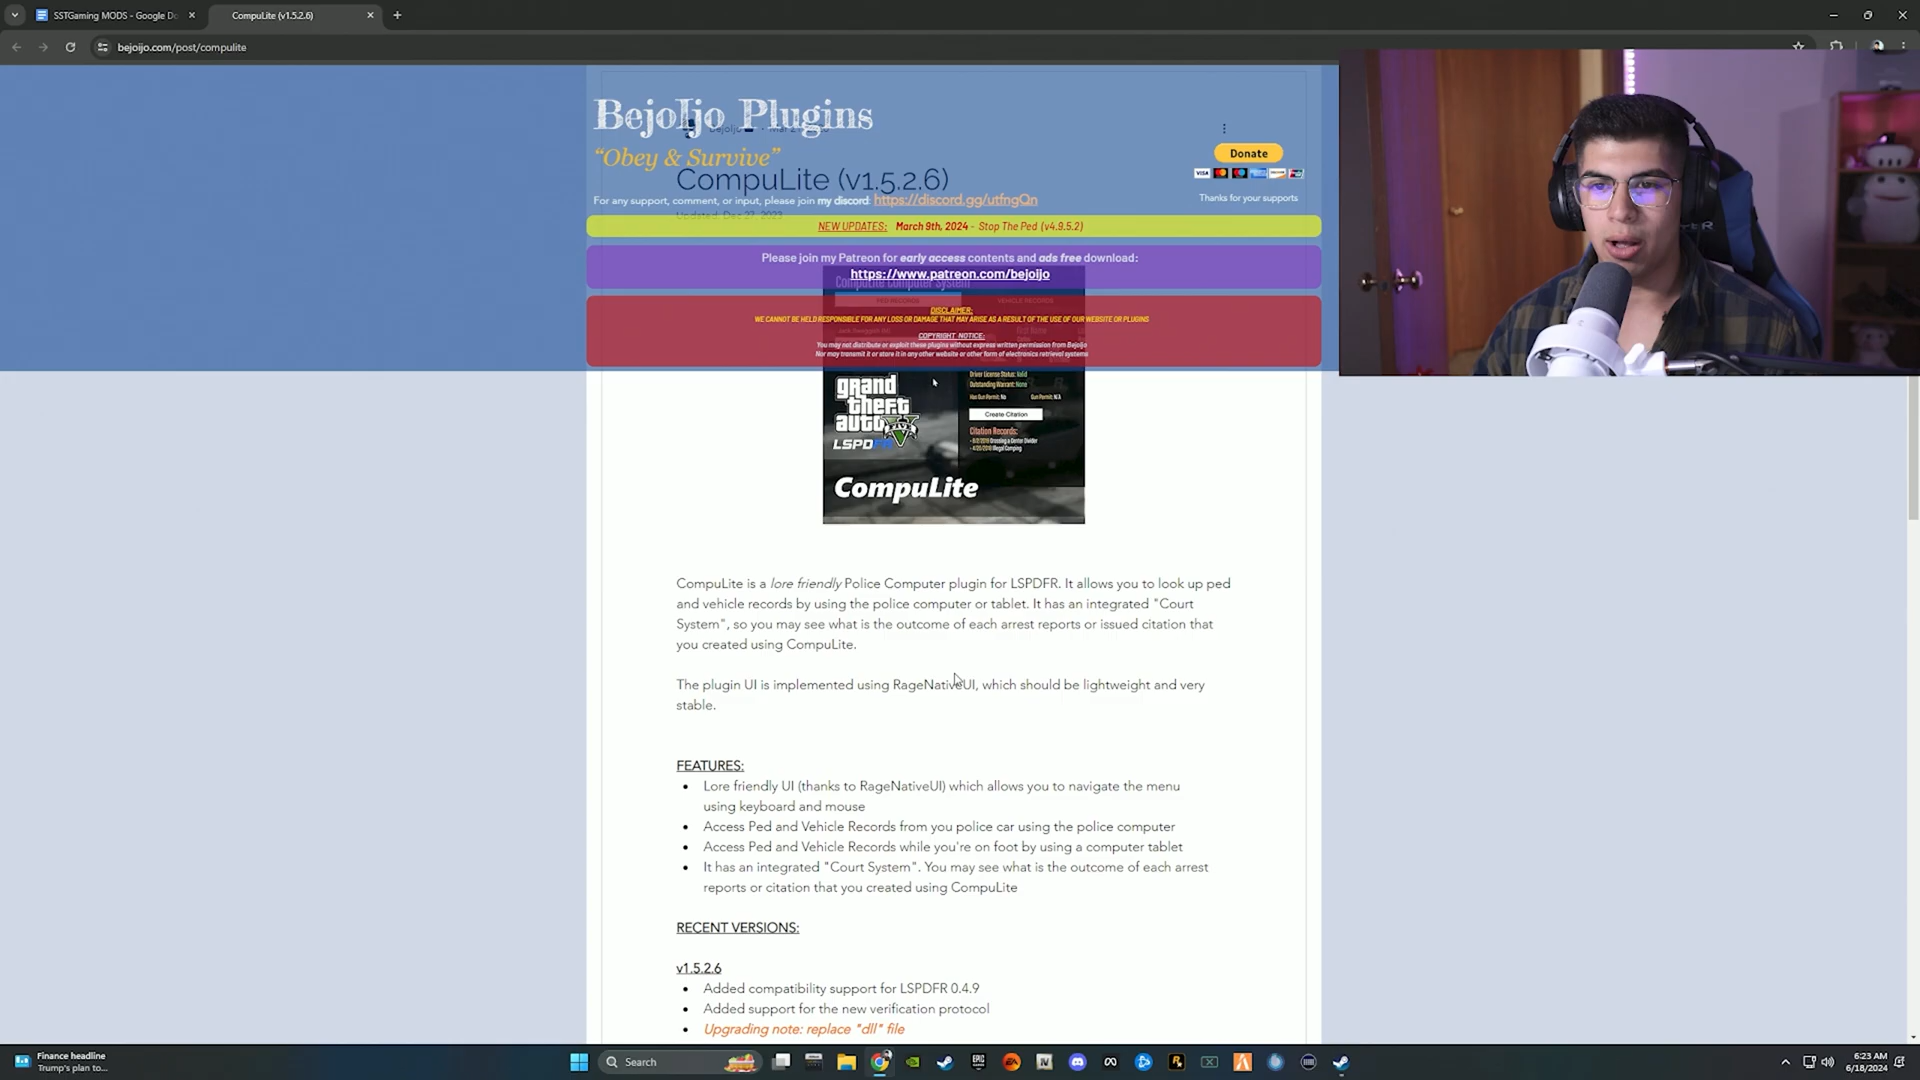 SSTGaming MODS - Google Do
CompuLite (v1.5.2.6)
bejoijo.com/post/compulite
BejoIjo Plugins
"Obey & Survive"
Donate
CompuLite (v1.5.2.6)
VISA
For any support, comment, or input, please join my discord: https://discord.gg/utfngQn
Thanks for your supports
Updated: Dec 27, 2023
NEW UPDATES: March 9th, 2024 - Stop The Ped (v4.9.5.2)
Please join my Patreon for early access contents and ads free download:
https://www.patreon.com/bejoijo
CompuLite Computer System
PED RECORDS VEHICLE RECORDS
DISCLAIMER:
WE CANNOT BE HELD RESPONSIBLE FOR ANY LOSS OR DAMAGE THAT MAY ARISE AS A RESULT OF THE USE OF OUR WEBSITE OR PLUGINS
COPYRIGHT NOTICE:
You may not distribute or exploit these plugins without express written permission from Bejoijo
Nor may transmit it or store it in any other website or other form of electronics retrieval systems
Driver License Status: Valid
Outstanding Warrant: None
Has Gun Permit: No Gun Permit: N/A
Create Citation
Citation Records:
grand
theft
auto V
FIVE
LSPDFR
CompuLite
CompuLite is a lore friendly Police Computer plugin for LSPDFR. It allows you to look up ped
and vehicle records by using the police computer or tablet. It has an integrated "Court
System", so you may see what is the outcome of each arrest reports or issued citation that
you created using CompuLite.
The plugin UI is implemented using RageNativeUI, which should be lightweight and very
stable.
FEATURES:
Lore friendly UI (thanks to RageNativeUI) which allows you to navigate the menu
using keyboard and mouse
Access Ped and Vehicle Records from you police car using the police computer
Access Ped and Vehicle Records while you're on foot by using a computer tablet
It has an integrated "Court System". You may see what is the outcome of each arrest
reports or citation that you created using CompuLite
RECENT VERSIONS:
v1.5.2.6
Added compatibility support for LSPDFR 0.4.9
Added support for the new verification protocol
Upgrading note: replace "dll" file
Finance headline
Trump's plan to...
Search
6:23 AM
6/18/2024